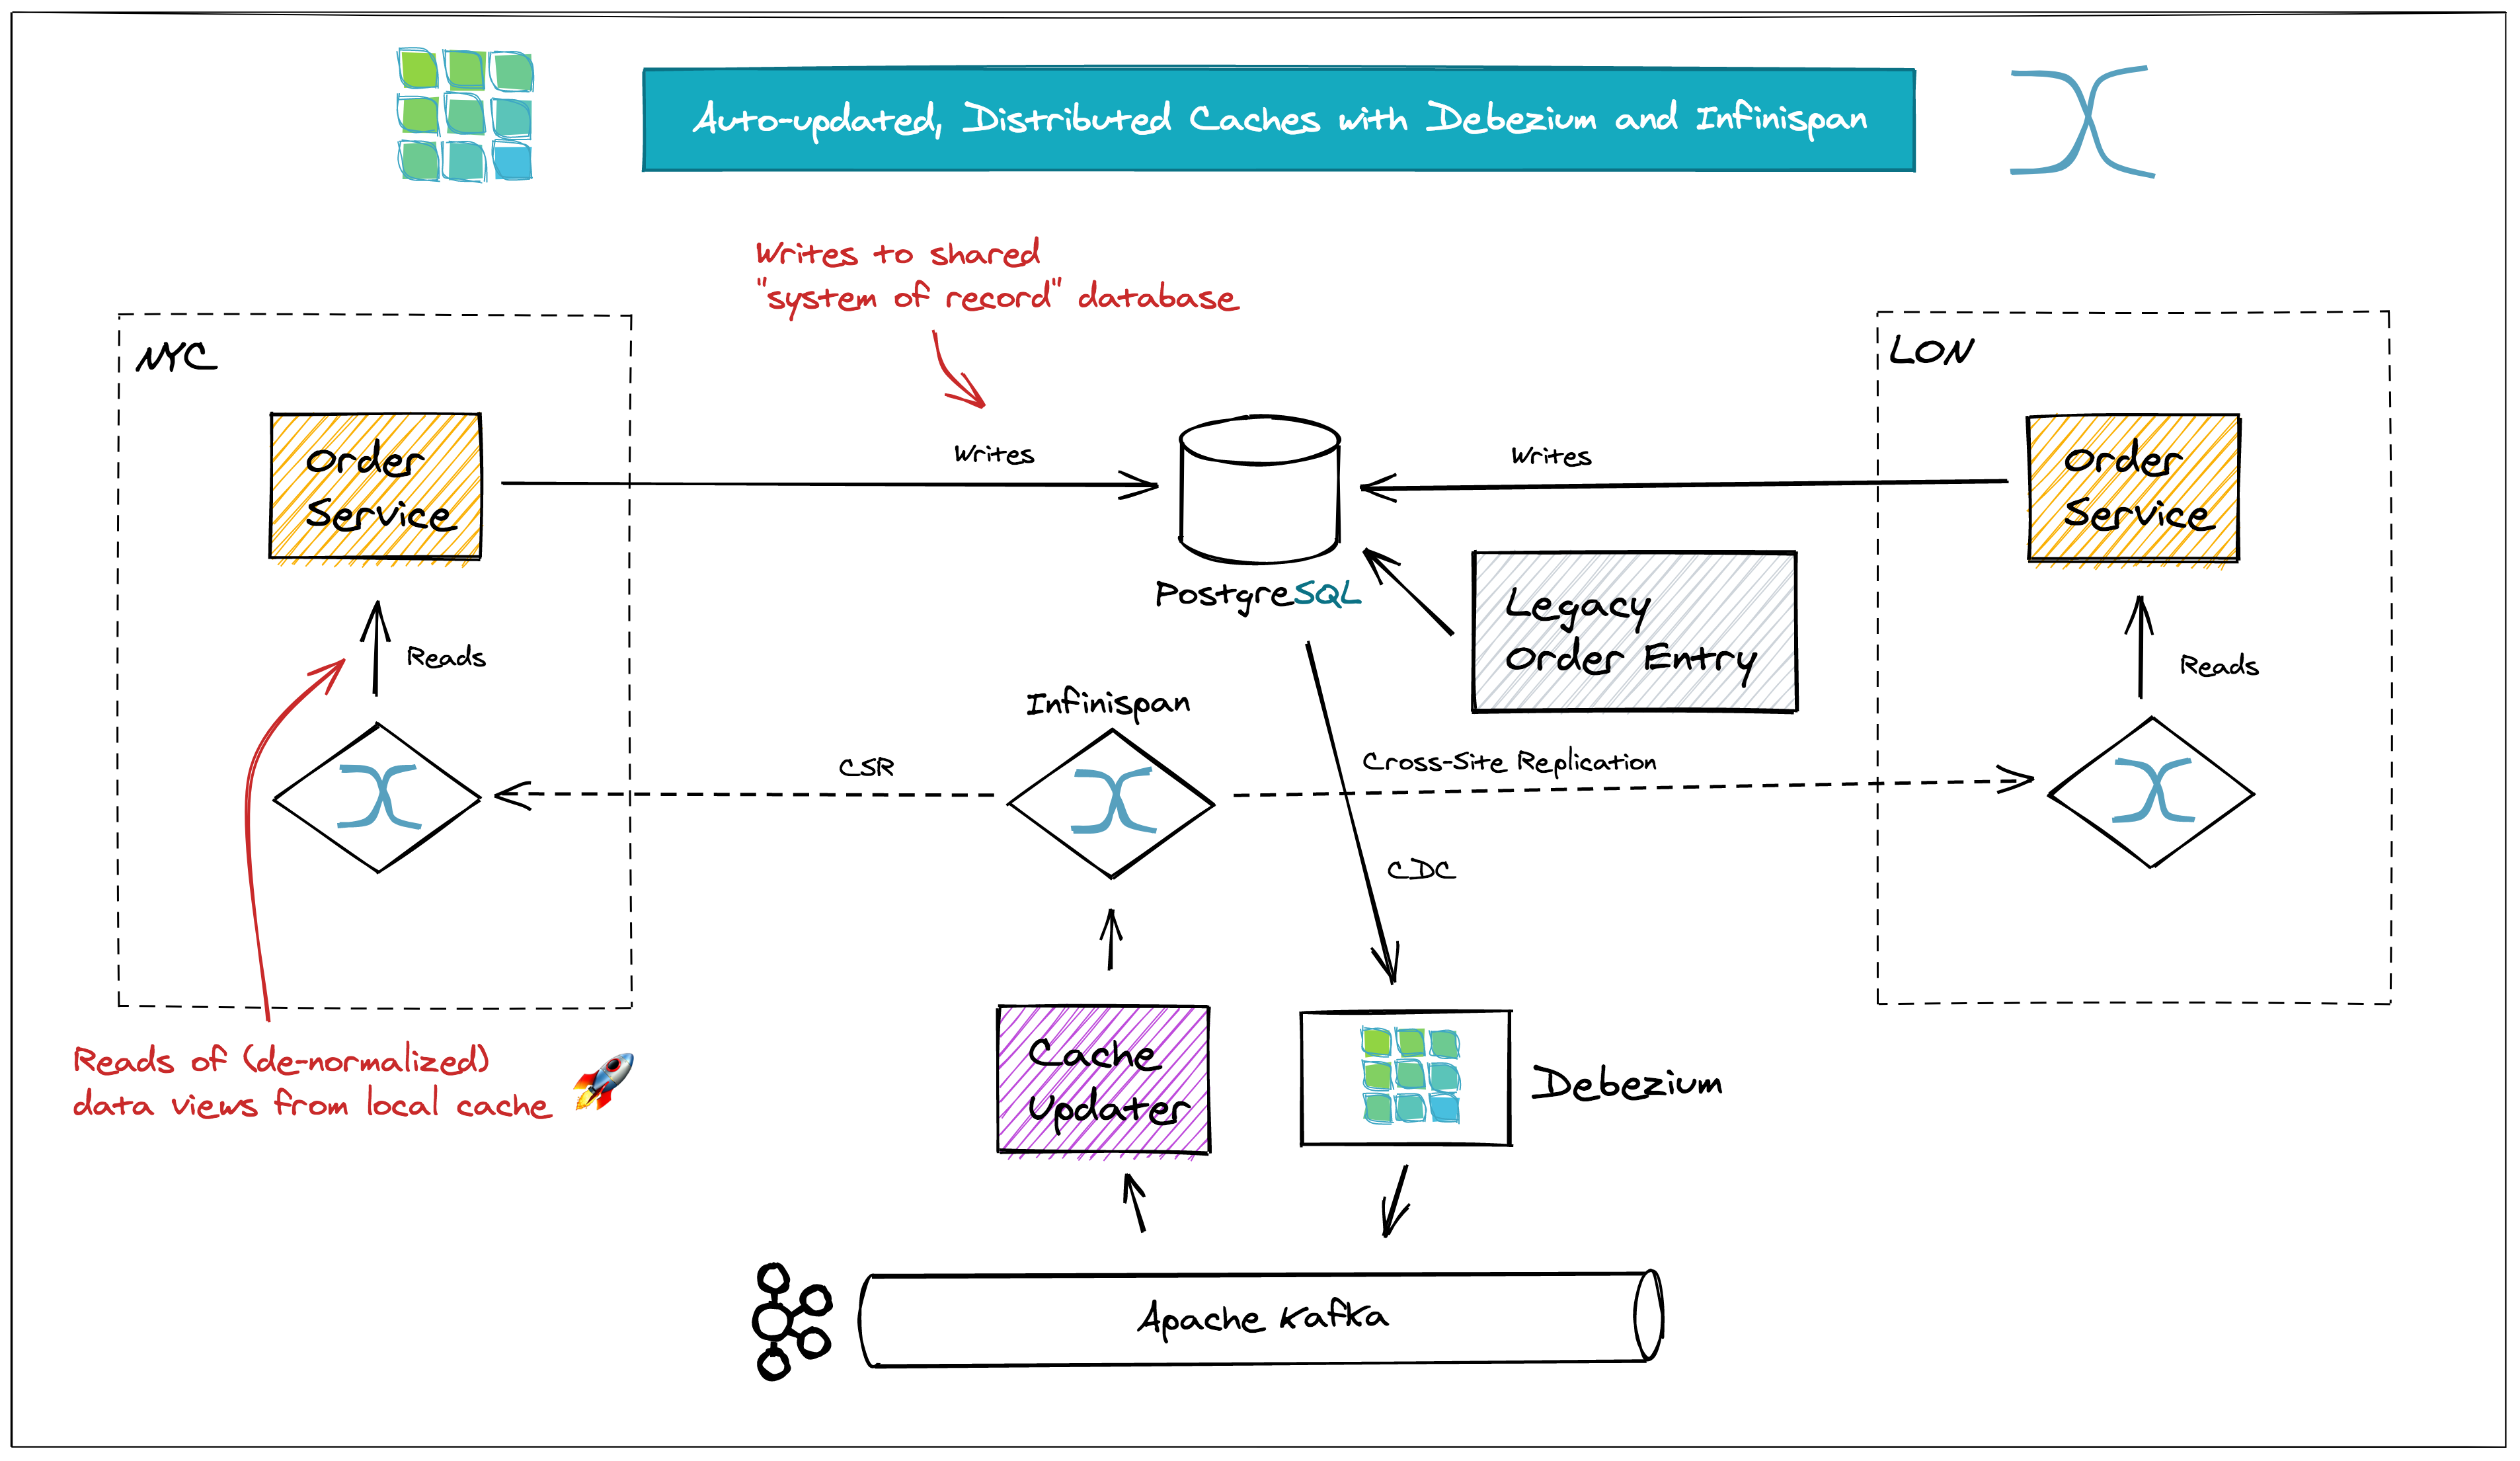 Auto-updated, Distributed Caches with Debezium and Infinispan
Writes to shared
"system of record" database
NYC
LON
Order
Service
Writes
Writes
Order
Service
PostgreSQL
Legacy
Order Entry
Reads
Reads
Infinispan
CSR
Cross-Site Replication
CDC
Cache
Updater
Debezium
Reads of (de-normalized)
data views from local cache
Apache Kafka